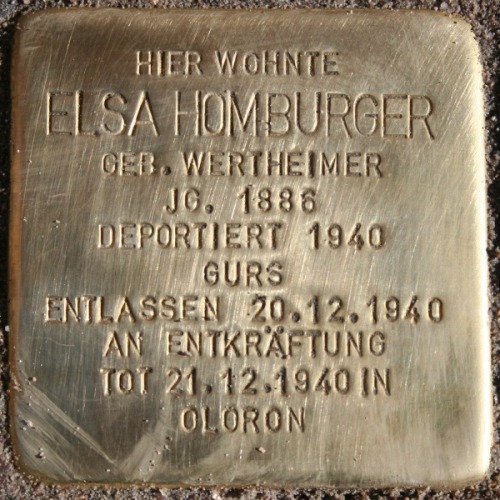 HIER WOHNTE
ELSA HOMBURGER
GEB. WERTHEIMER
JG. 1886
DEPORTIERT 1940
GURS
ENTLASSEN 20.12.1940
AN ENTKRÄFTUNG
TOT 21.12.1940 IN
OLORON